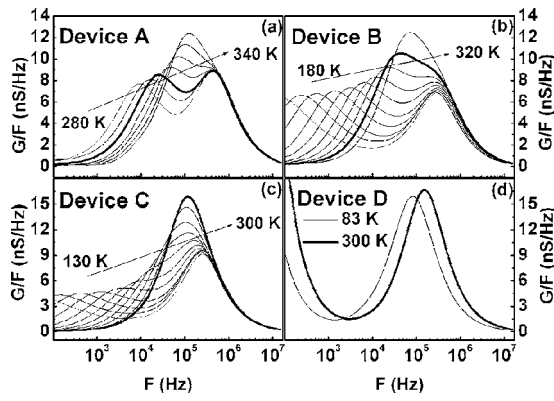 14 12 10 8 6 4 2 0
G/F (nS/Hz)
Device A
(a)
340 K
280 K
Device B
(b)
320 K
180 K
14 12 10 8 6 4 2 0
G/F (nS/Hz)
15 12 9 6 3 0
G/F (nS/Hz)
Device C
(c)
300 K
130 K
Device D
(d)
83 K
300 K
15 12 9 6 3 0
G/F (nS/Hz)
10³ 10⁴ 10⁵ 10⁶ 10⁷
10³ 10⁴ 10⁵ 10⁶ 10⁷
F (Hz)
F (Hz)